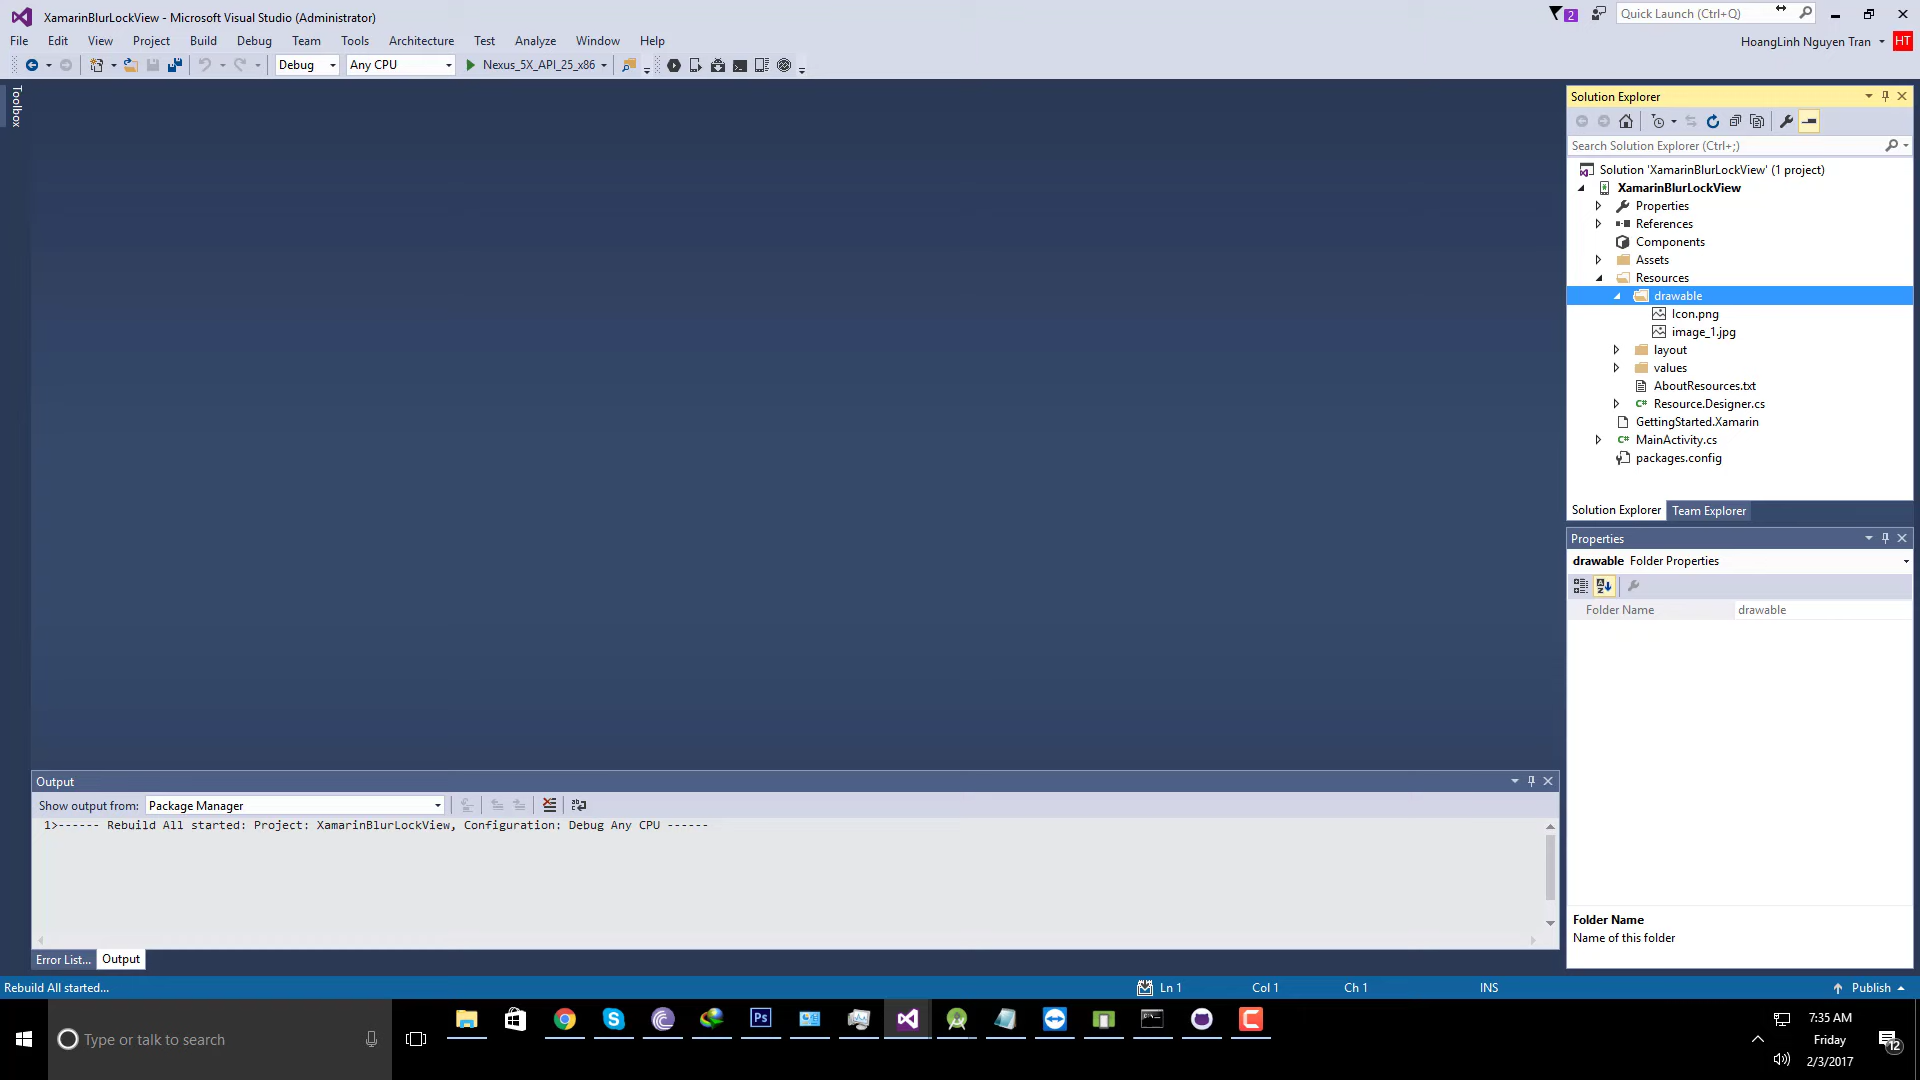 XamarinBlurLockView - Microsoft Visual Studio (Administrator)
2
Quick Launch (Ctrl+Q)
File Edit View Project Build Debug Team Tools Architecture Test Analyze Window Help
HoangLinh Nguyen Tran HT
Debug Any CPU Nexus_5X_API_25_x86
Toolbox
Solution Explorer
Search Solution Explorer (Ctrl+;)
Solution 'XamarinBlurLockView' (1 project)
XamarinBlurLockView
Properties
References
Components
Assets
Resources
drawable
Icon.png
image_1.jpg
layout
values
AboutResources.txt
C# Resource.Designer.cs
GettingStarted.Xamarin
C# MainActivity.cs
packages.config
Solution Explorer Team Explorer
Properties
drawable Folder Properties
Folder Name drawable
Folder Name
Name of this folder
Output
Show output from: Package Manager
1>------ Rebuild All started: Project: XamarinBlurLockView, Configuration: Debug Any CPU ------
Error List... Output
Rebuild All started...
Ln 1 Col 1 Ch 1 INS Publish
Type or talk to search
Ps
7:35 AM
Friday
2/3/2017
12